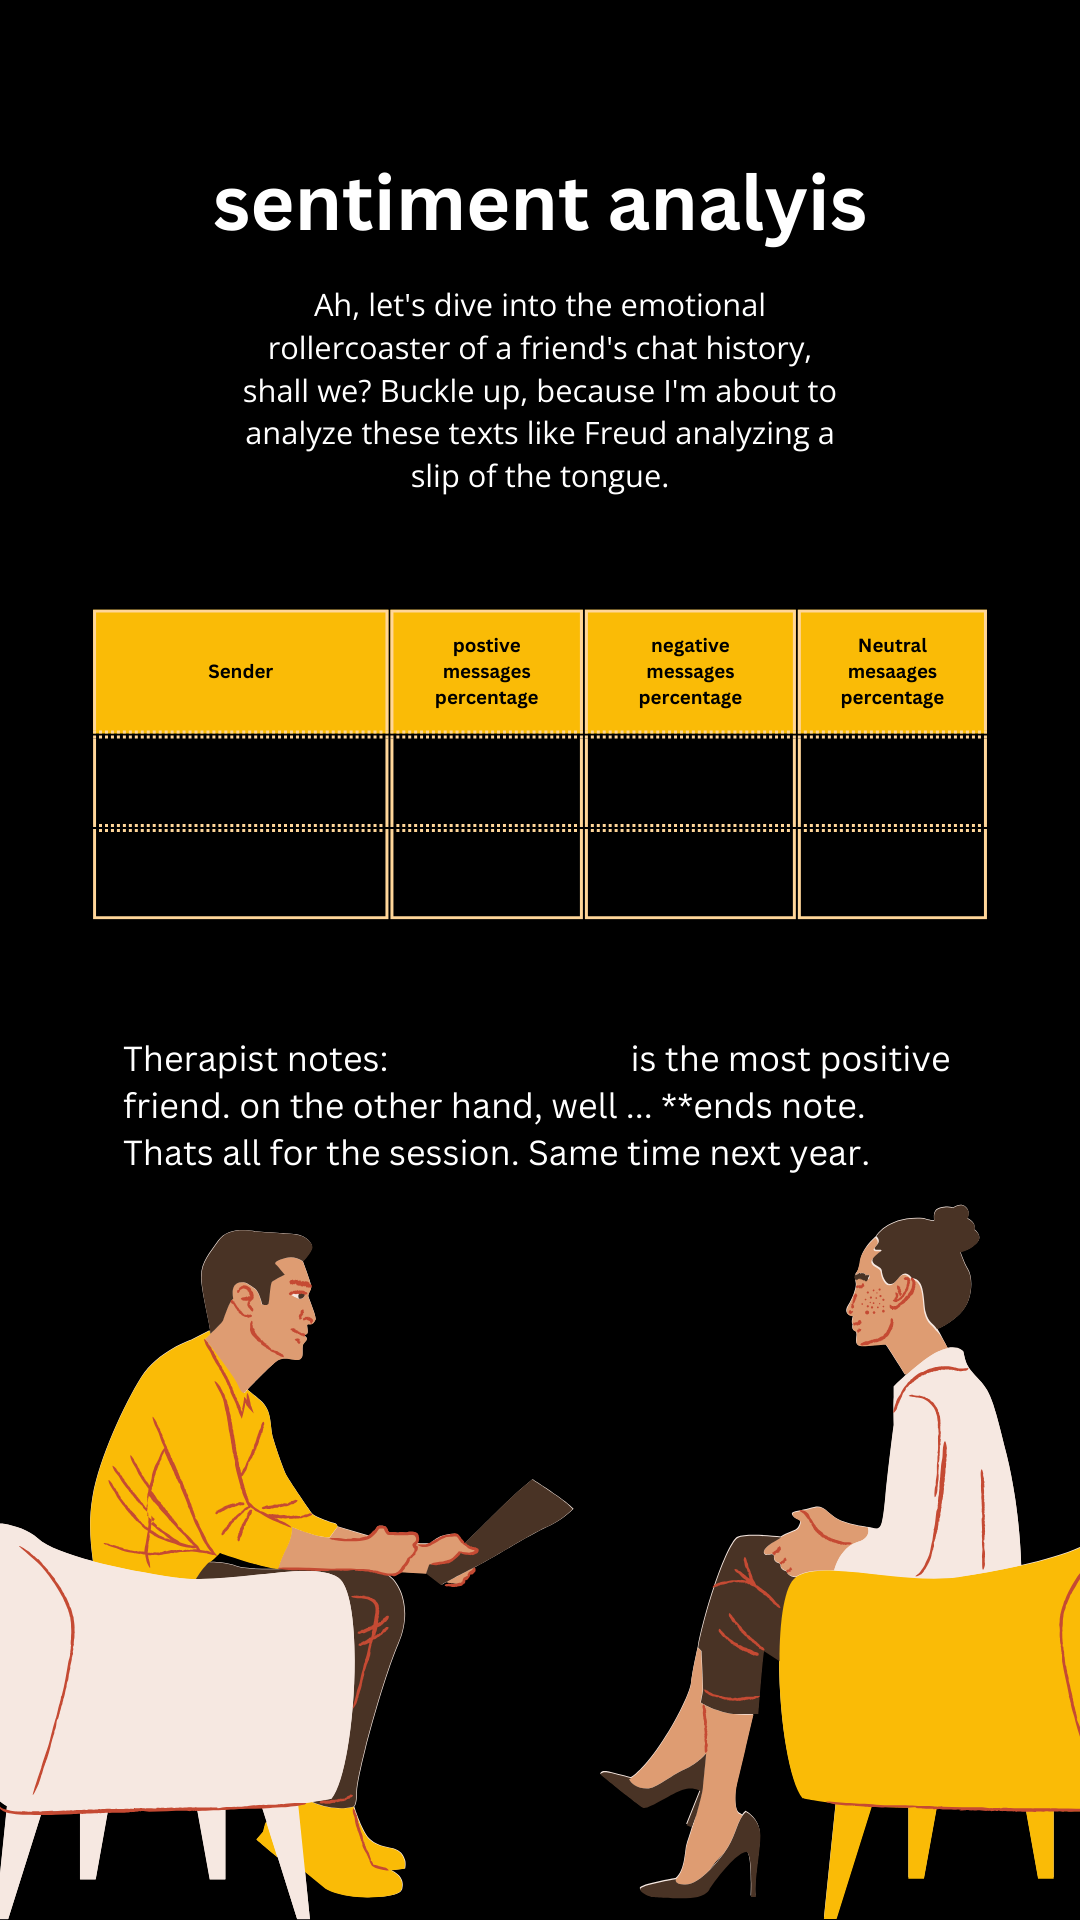 sentiment analyis
Ah, let's dive into the emotional
rollercoaster of a friend's chat history,
shall we? Buckle up, because I'm about to
analyze these texts like Freud analyzing a
slip of the tongue.
Sender
postive
messages
percentage
negative
messages
percentage
Neutral
mesaages
percentage
Therapist notes: is the most positive
friend. on the other hand, well ... **ends note.
Thats all for the session. Same time next year.